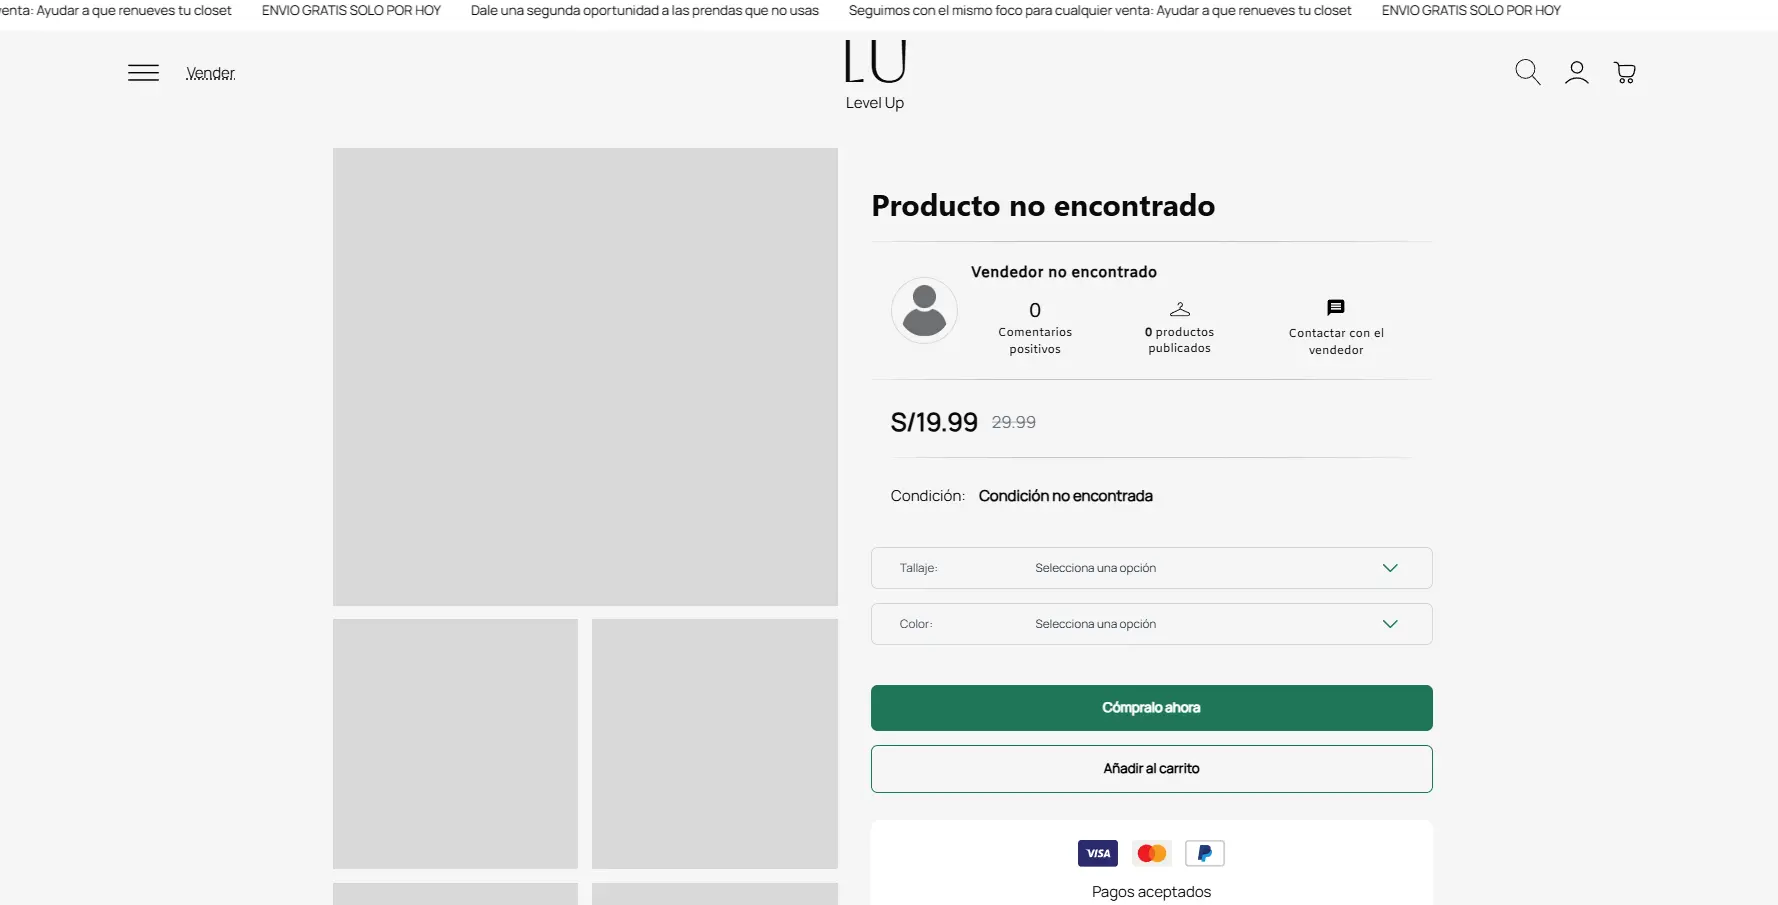 venta: Ayudar a que renueves tu closet ENVIO GRATIS SOLO POR HOY Dale una segunda oportunidad a las prendas que no usas Seguimos con el mismo foco para cualquier venta: Ayudar a que renueves tu closet ENVIO GRATIS SOLO POR HOY
Vender
LU
Level Up
Producto no encontrado
Vendedor no encontrado
0
Comentarios
positivos
0 productos
publicados
Contactar con el
vendedor
S/19.99 29.99
Condición: Condición no encontrada
Tallaje: Selecciona una opción
Color: Selecciona una opción
Cómpralo ahora
Añadir al carrito
VISA
Pagos aceptados